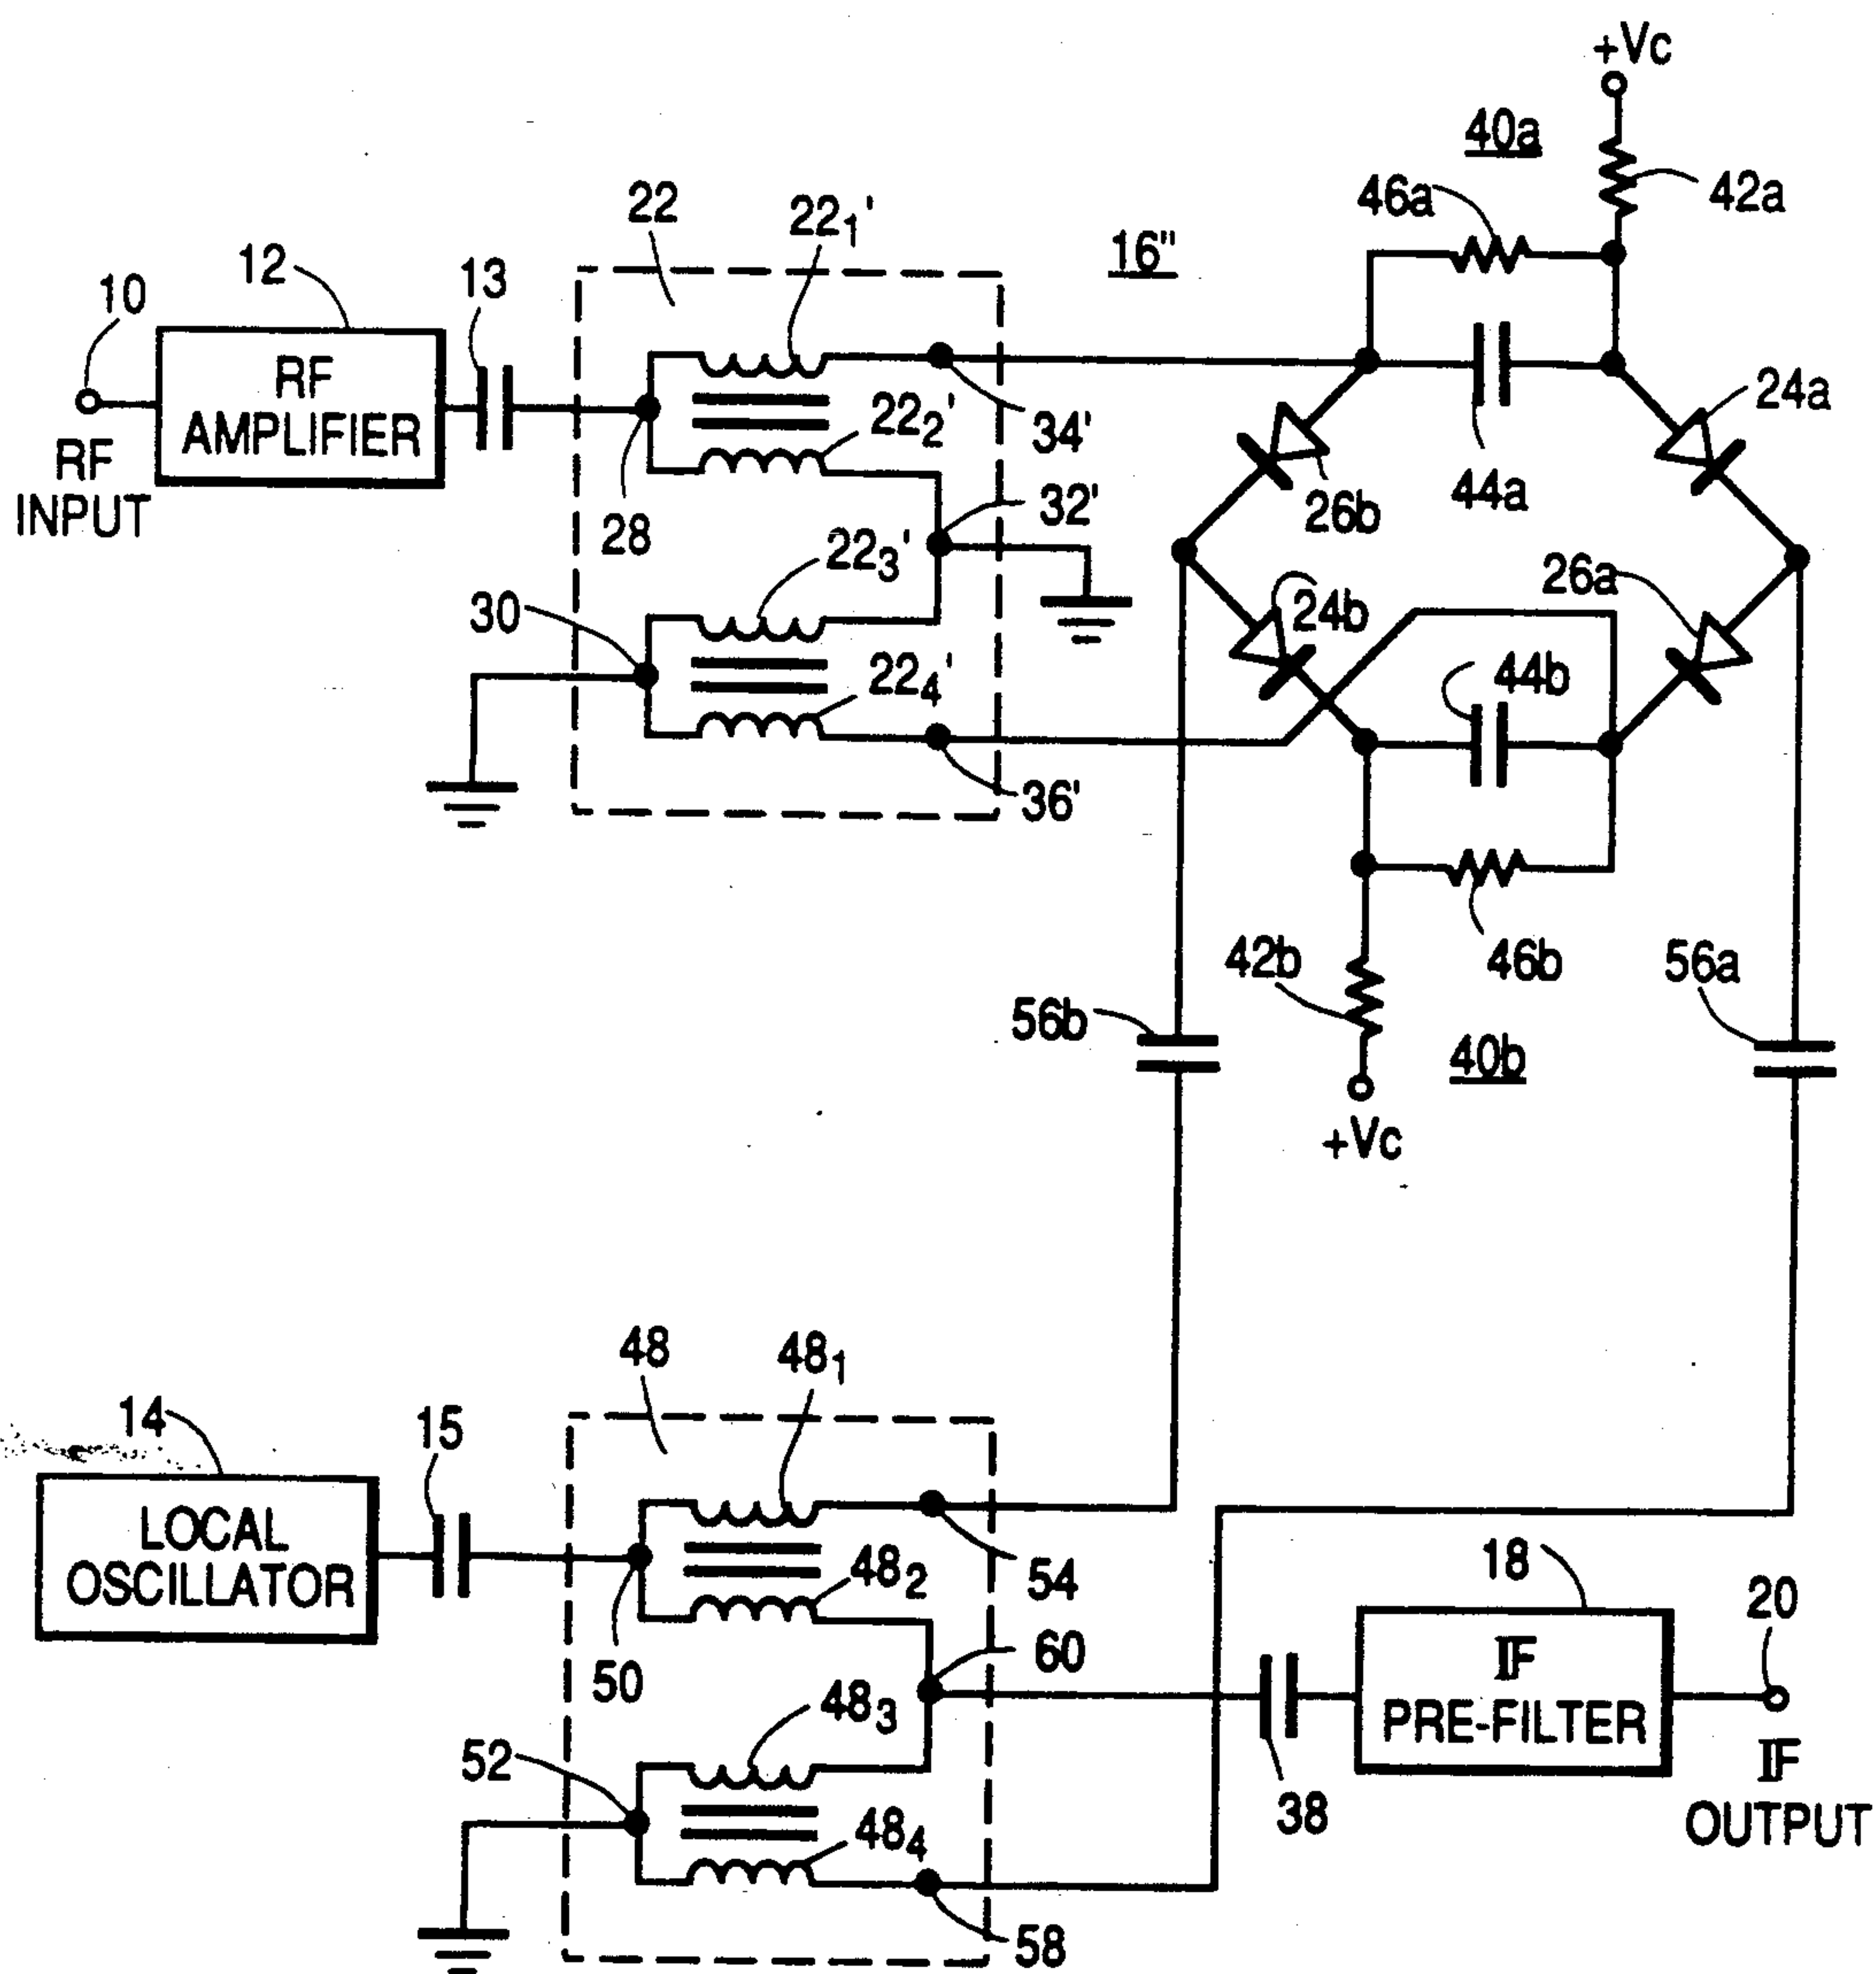 +Vc
40a
46a
42a
22
22₁'
16"
12
13
10
RF
AMPLIFIER
RF
INPUT
22₂'
34'
24a
44a
26b
32'
28
22₃'
26a
30
24b
44b
22₄'
36'
42b
46b
56a
56b
40b
+Vc
48
48₁
14
15
LOCAL
OSCILLATOR
48₂
54
18
20
50
60
IF
PRE-FILTER
48₃
52
38
IF
OUTPUT
48₄
58